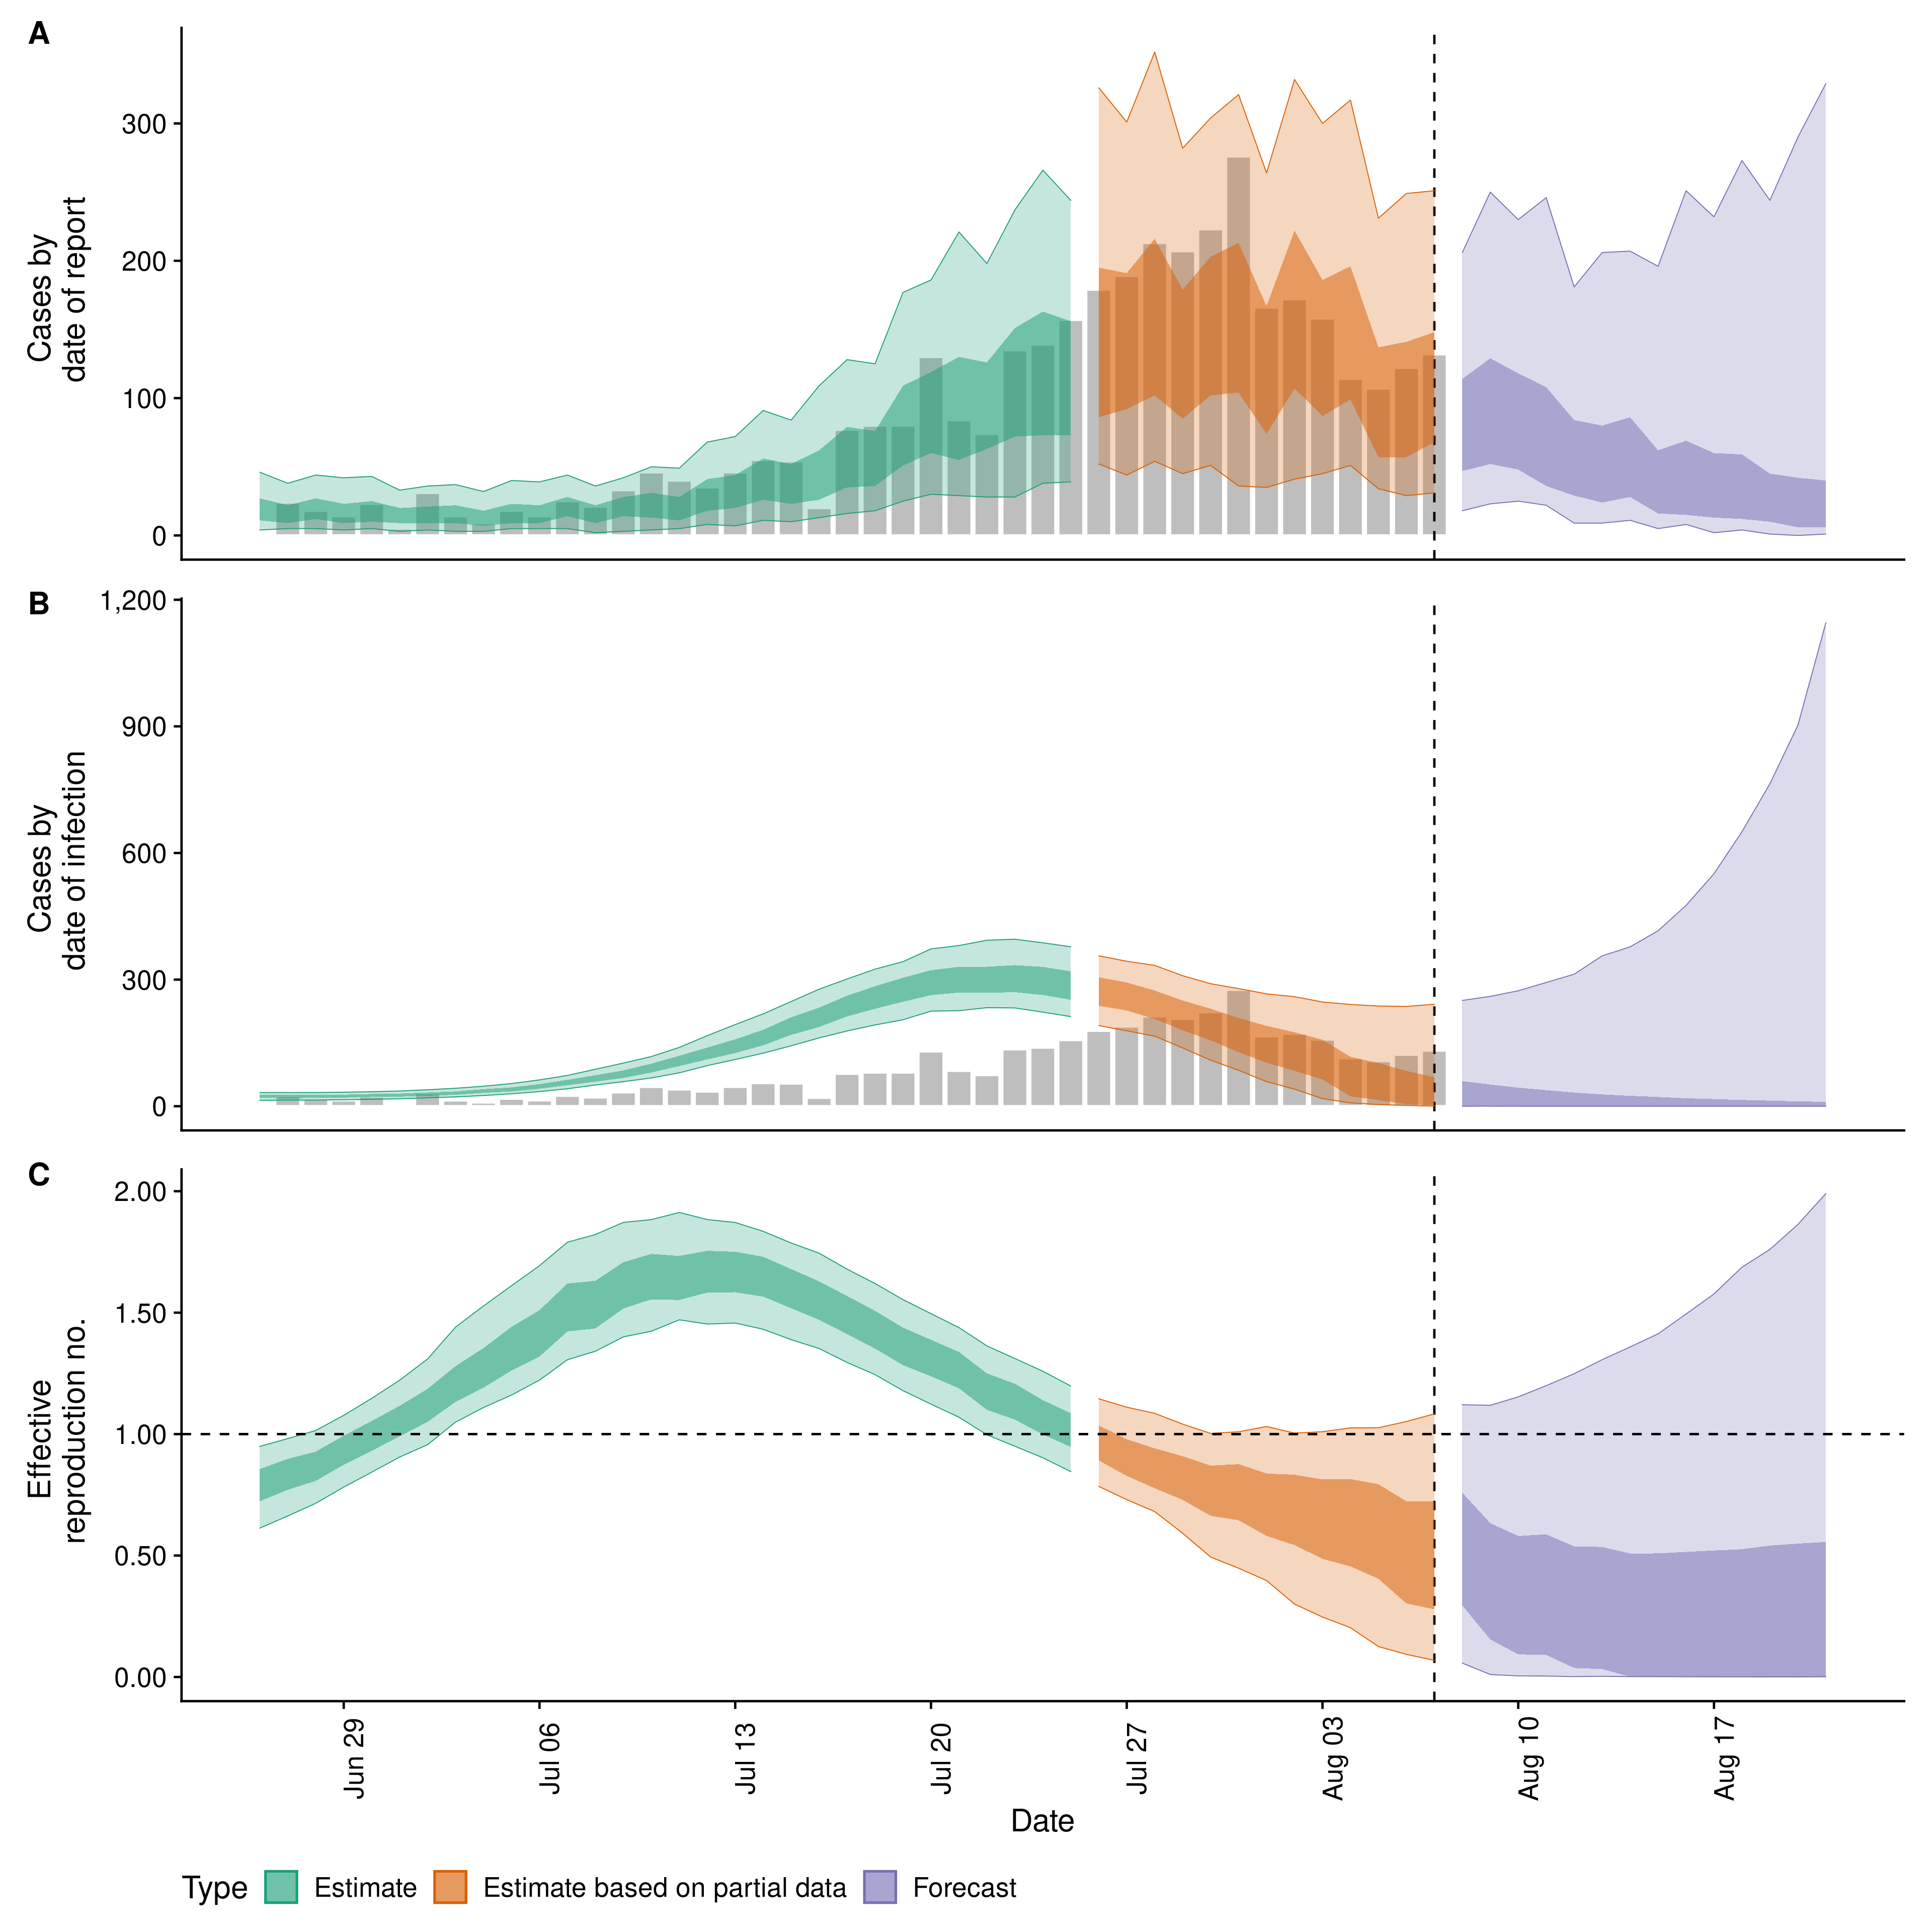 A
Cases by
date of report
300
200
100
0
B
Cases by
date of infection
1,200
900
600
300
0
C
Effective
reproduction no.
2.00
1.50
1.00
0.50
0.00
Jun 29
Jul 06
Jul 13
Jul 20
Jul 27
Aug 03
Aug 10
Aug 17
Date
Type Estimate Estimate based on partial data Forecast